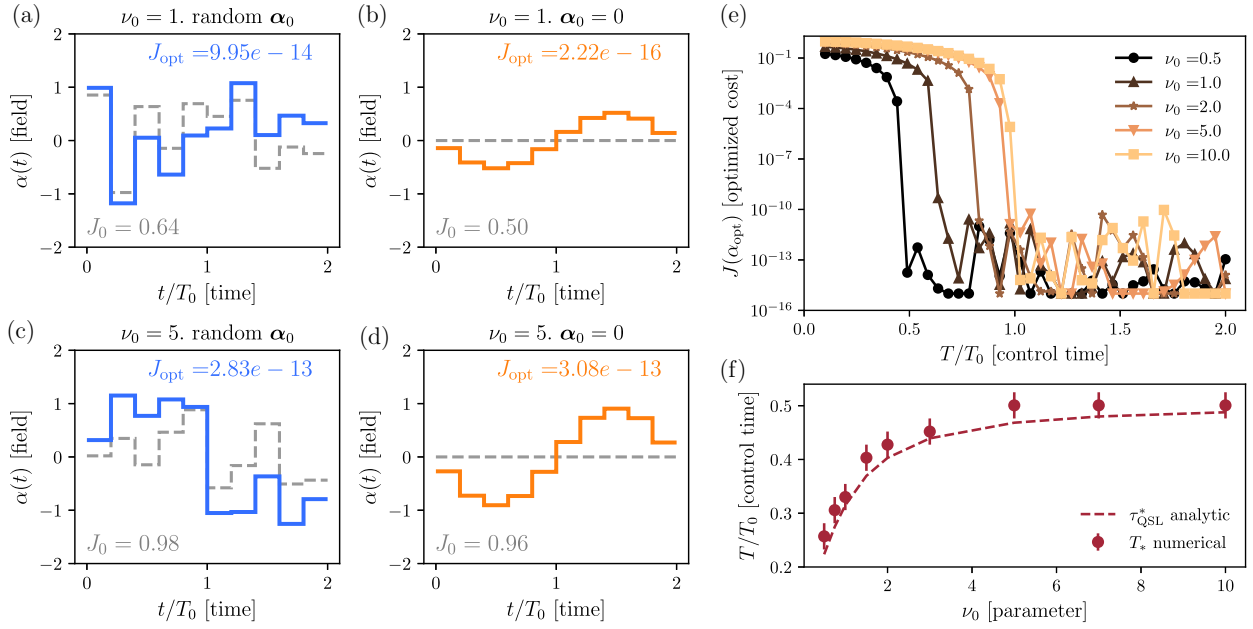 (a)
ν₀ = 1. random α₀
J_opt =9.95e − 14
2
1
0
−1
−2
α(t) [field]
J₀ = 0.64
0
1
2
t/T₀ [time]
(b)
ν₀ = 1. α₀ = 0
J_opt =2.22e − 16
2
1
0
−1
−2
α(t) [field]
J₀ = 0.50
0
1
2
t/T₀ [time]
(c)
ν₀ = 5. random α₀
J_opt =2.83e − 13
2
1
0
−1
−2
α(t) [field]
J₀ = 0.98
0
1
2
t/T₀ [time]
(d)
ν₀ = 5. α₀ = 0
J_opt =3.08e − 13
2
1
0
−1
−2
α(t) [field]
J₀ = 0.96
0
1
2
t/T₀ [time]
(e)
J(α_opt) [optimized cost]
10⁻¹
10⁻⁴
10⁻⁷
10⁻¹⁰
10⁻¹³
10⁻¹⁶
ν₀ =0.5
ν₀ =1.0
ν₀ =2.0
ν₀ =5.0
ν₀ =10.0
0.0
0.5
1.0
1.5
2.0
T/T₀ [control time]
(f)
T/T₀ [control time)
0.5
0.4
0.3
0.2
τ*_QSL analytic
T_* numerical
2
4
6
8
10
ν₀ [parameter]